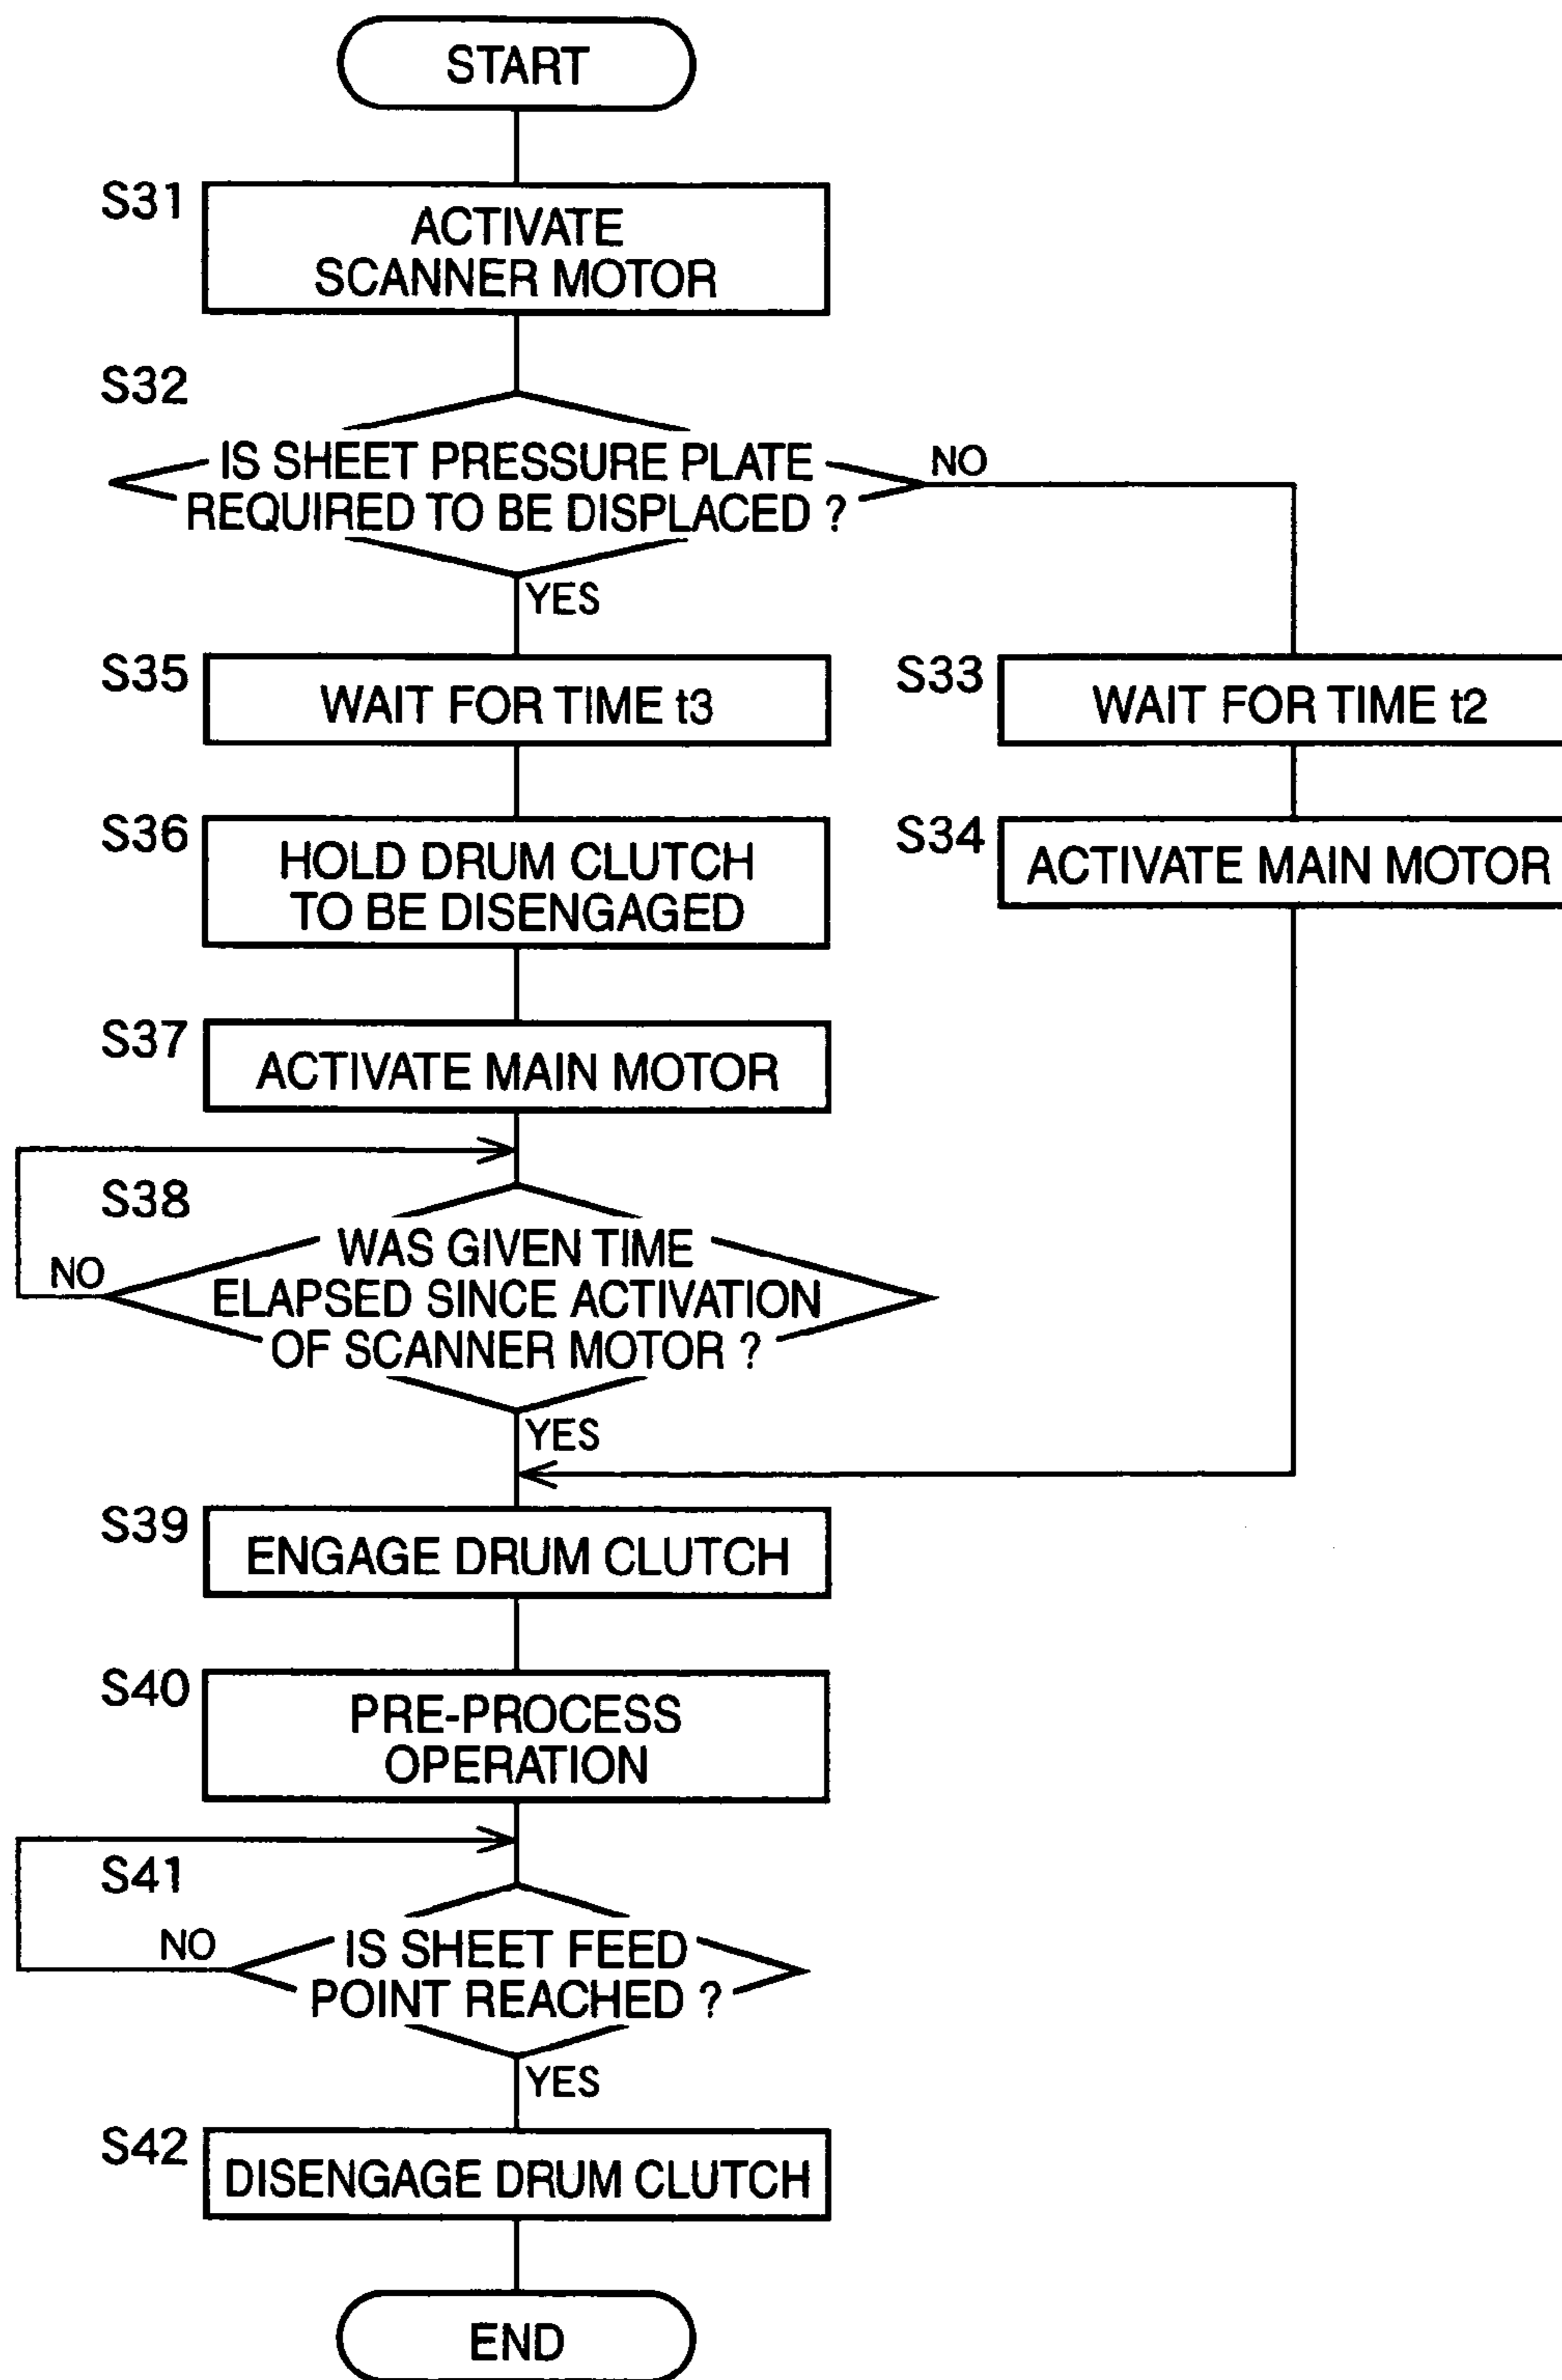 START
S31
ACTIVATE
SCANNER MOTOR
S32
IS SHEET PRESSURE PLATE
REQUIRED TO BE DISPLACED ?
NO
YES
S35
WAIT FOR TIME t3
S33
WAIT FOR TIME t2
S36
HOLD DRUM CLUTCH
TO BE DISENGAGED
S34
ACTIVATE MAIN MOTOR
S37
ACTIVATE MAIN MOTOR
S38
WAS GIVEN TIME
ELAPSED SINCE ACTIVATION
OF SCANNER MOTOR ?
NO
YES
S39
ENGAGE DRUM CLUTCH
S40
PRE-PROCESS
OPERATION
S41
NO
IS SHEET FEED
POINT REACHED ?
YES
S42
DISENGAGE DRUM CLUTCH
END